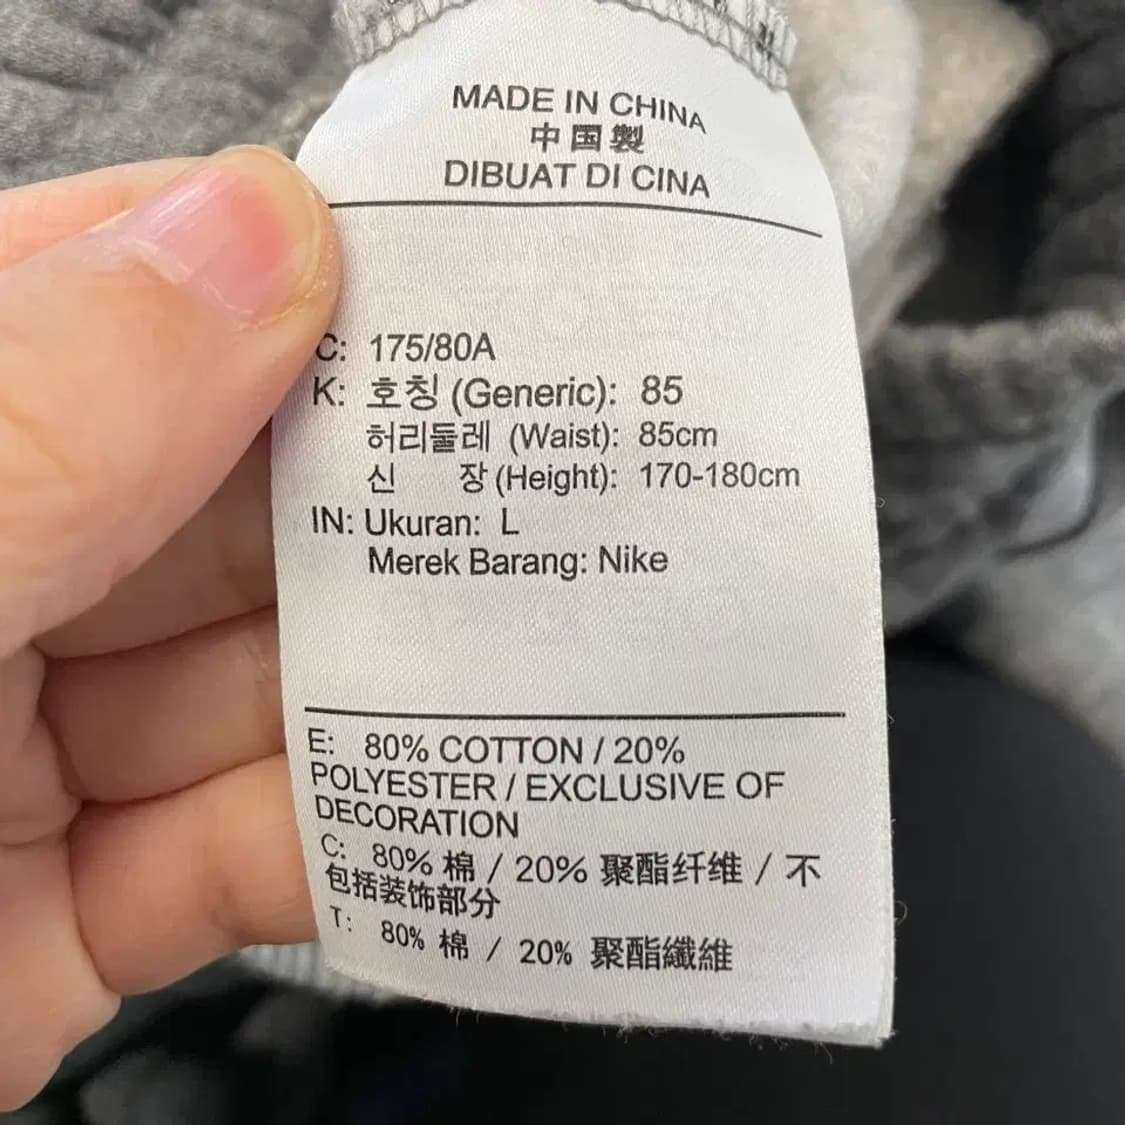 MADE IN CHINA
中国製
DIBUAT DI CINA
C: 175/80A
K: 호칭 (Generic): 85
허리둘레 (Waist): 85cm
신 장 (Height): 170-180cm
IN: Ukuran: L
Merek Barang: Nike
E: 80% COTTON / 20%
POLYESTER / EXCLUSIVE OF
DECORATION
C: 80% 棉 / 20% 聚酯纤维 / 不
包括装饰部分
T: 80% 棉 / 20% 聚酯纖維